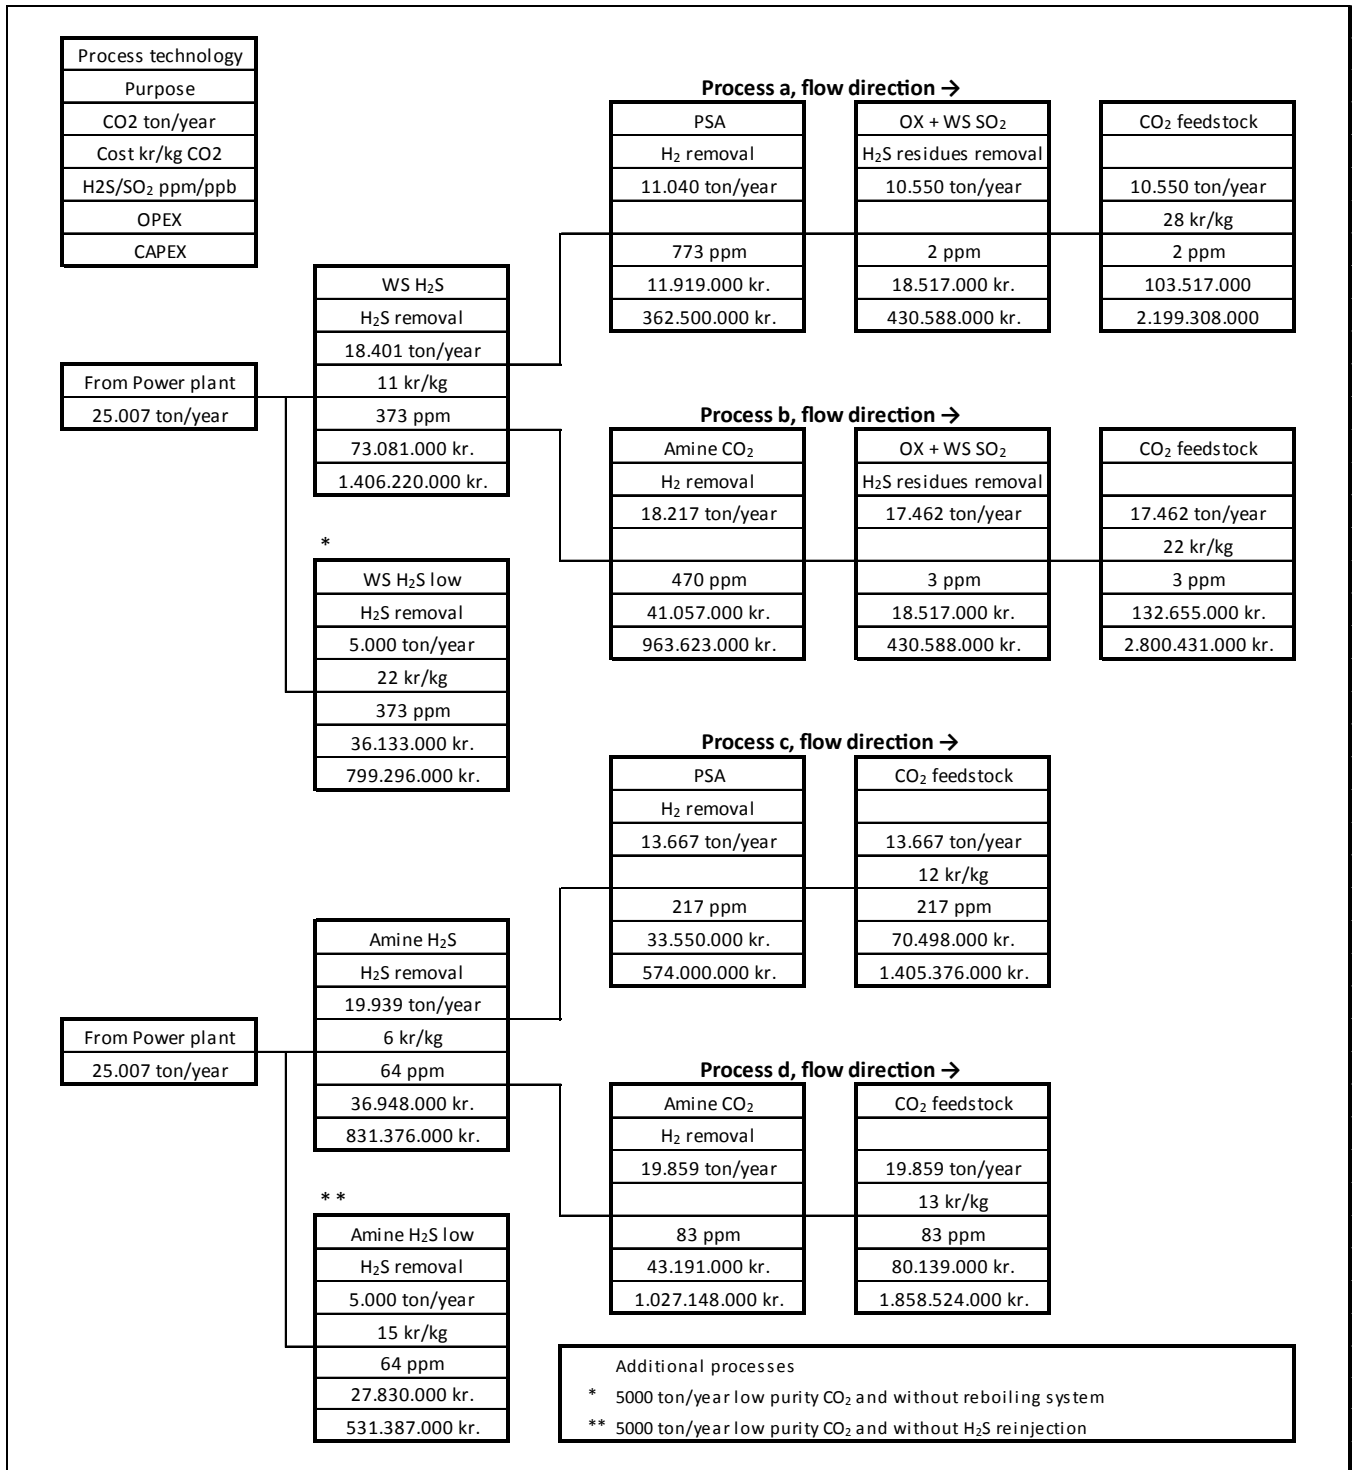 Process technology
Purpose
CO2 ton/year
Cost kr/kg CO2
H2S/SO₂ ppm/ppb
OPEX
CAPEX
From Power plant
25.007 ton/year
WS H₂S
H₂S removal
18.401 ton/year
11 kr/kg
373 ppm
73.081.000 kr.
1.406.220.000 kr.
*
WS H₂S low
H₂S removal
5.000 ton/year
22 kr/kg
373 ppm
36.133.000 kr.
799.296.000 kr.
Process a, flow direction →
PSA
H₂ removal
11.040 ton/year
773 ppm
11.919.000 kr.
362.500.000 kr.
OX + WS SO₂
H₂S residues removal
10.550 ton/year
2 ppm
18.517.000 kr.
430.588.000 kr.
CO₂ feedstock
10.550 ton/year
28 kr/kg
2 ppm
103.517.000
2.199.308.000
Process b, flow direction →
Amine CO₂
H₂ removal
18.217 ton/year
470 ppm
41.057.000 kr.
963.623.000 kr.
OX + WS SO₂
H₂S residues removal
17.462 ton/year
3 ppm
18.517.000 kr.
430.588.000 kr.
CO₂ feedstock
17.462 ton/year
22 kr/kg
3 ppm
132.655.000 kr.
2.800.431.000 kr.
From Power plant
25.007 ton/year
Amine H₂S
H₂S removal
19.939 ton/year
6 kr/kg
64 ppm
36.948.000 kr.
831.376.000 kr.
* *
Amine H₂S low
H₂S removal
5.000 ton/year
15 kr/kg
64 ppm
27.830.000 kr.
531.387.000 kr.
Process c, flow direction →
PSA
H₂ removal
13.667 ton/year
217 ppm
33.550.000 kr.
574.000.000 kr.
CO₂ feedstock
13.667 ton/year
12 kr/kg
217 ppm
70.498.000 kr.
1.405.376.000 kr.
Process d, flow direction →
Amine CO₂
H₂ removal
19.859 ton/year
83 ppm
43.191.000 kr.
1.027.148.000 kr.
CO₂ feedstock
19.859 ton/year
13 kr/kg
83 ppm
80.139.000 kr.
1.858.524.000 kr.
Additional processes
* 5000 ton/year low purity CO₂ and without reboiling system
** 5000 ton/year low purity CO₂ and without H₂S reinjection